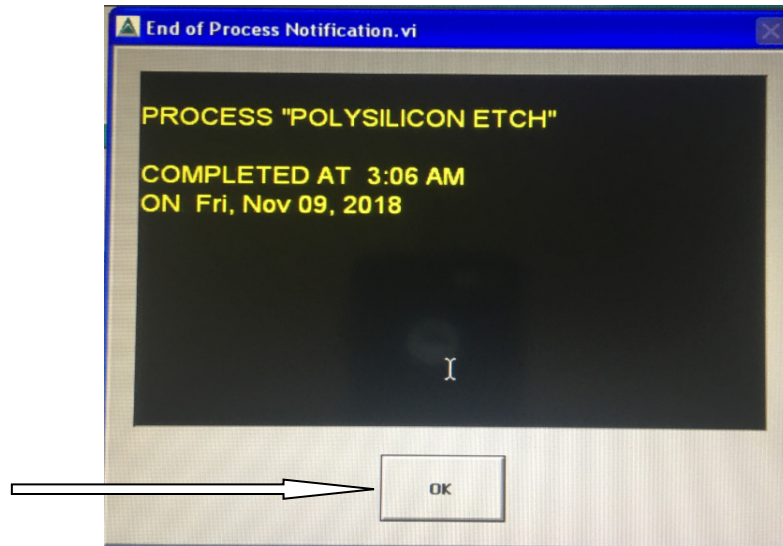 End of Process Notification.vi
PROCESS "POLYSILICON ETCH"
COMPLETED AT 3:06 AM
ON Fri, Nov 09, 2018
OK